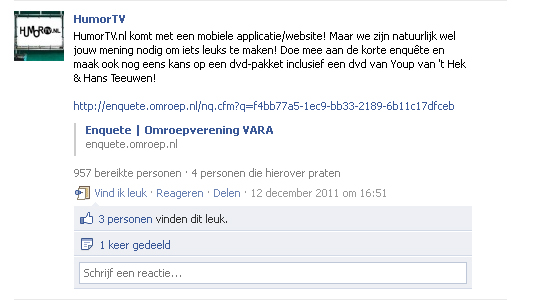 HUMOR TV.NL
HumorTV
HumorTV.nl komt met een mobiele applicatie/website! Maar we zijn natuurlijk wel
jouw mening nodig om iets leuks te maken! Doe mee aan de korte enquête en
maak ook nog eens kans op een dvd-pakket inclusief een dvd van Youp van 't Hek
& Hans Teeuwen!
http://enquete.omroep.nl/nq.cfm?q=f4bb77a5-1ec9-bb33-2189-6b11c17dfceb
Enquete | Omroepverening VARA
enquete.omroep.nl
957 bereikte personen · 4 personen die hierover praten
Vind ik leuk · Reageren · Delen · 12 december 2011 om 16:51
3 personen vinden dit leuk.
1 keer gedeeld
Schrijf een reactie...